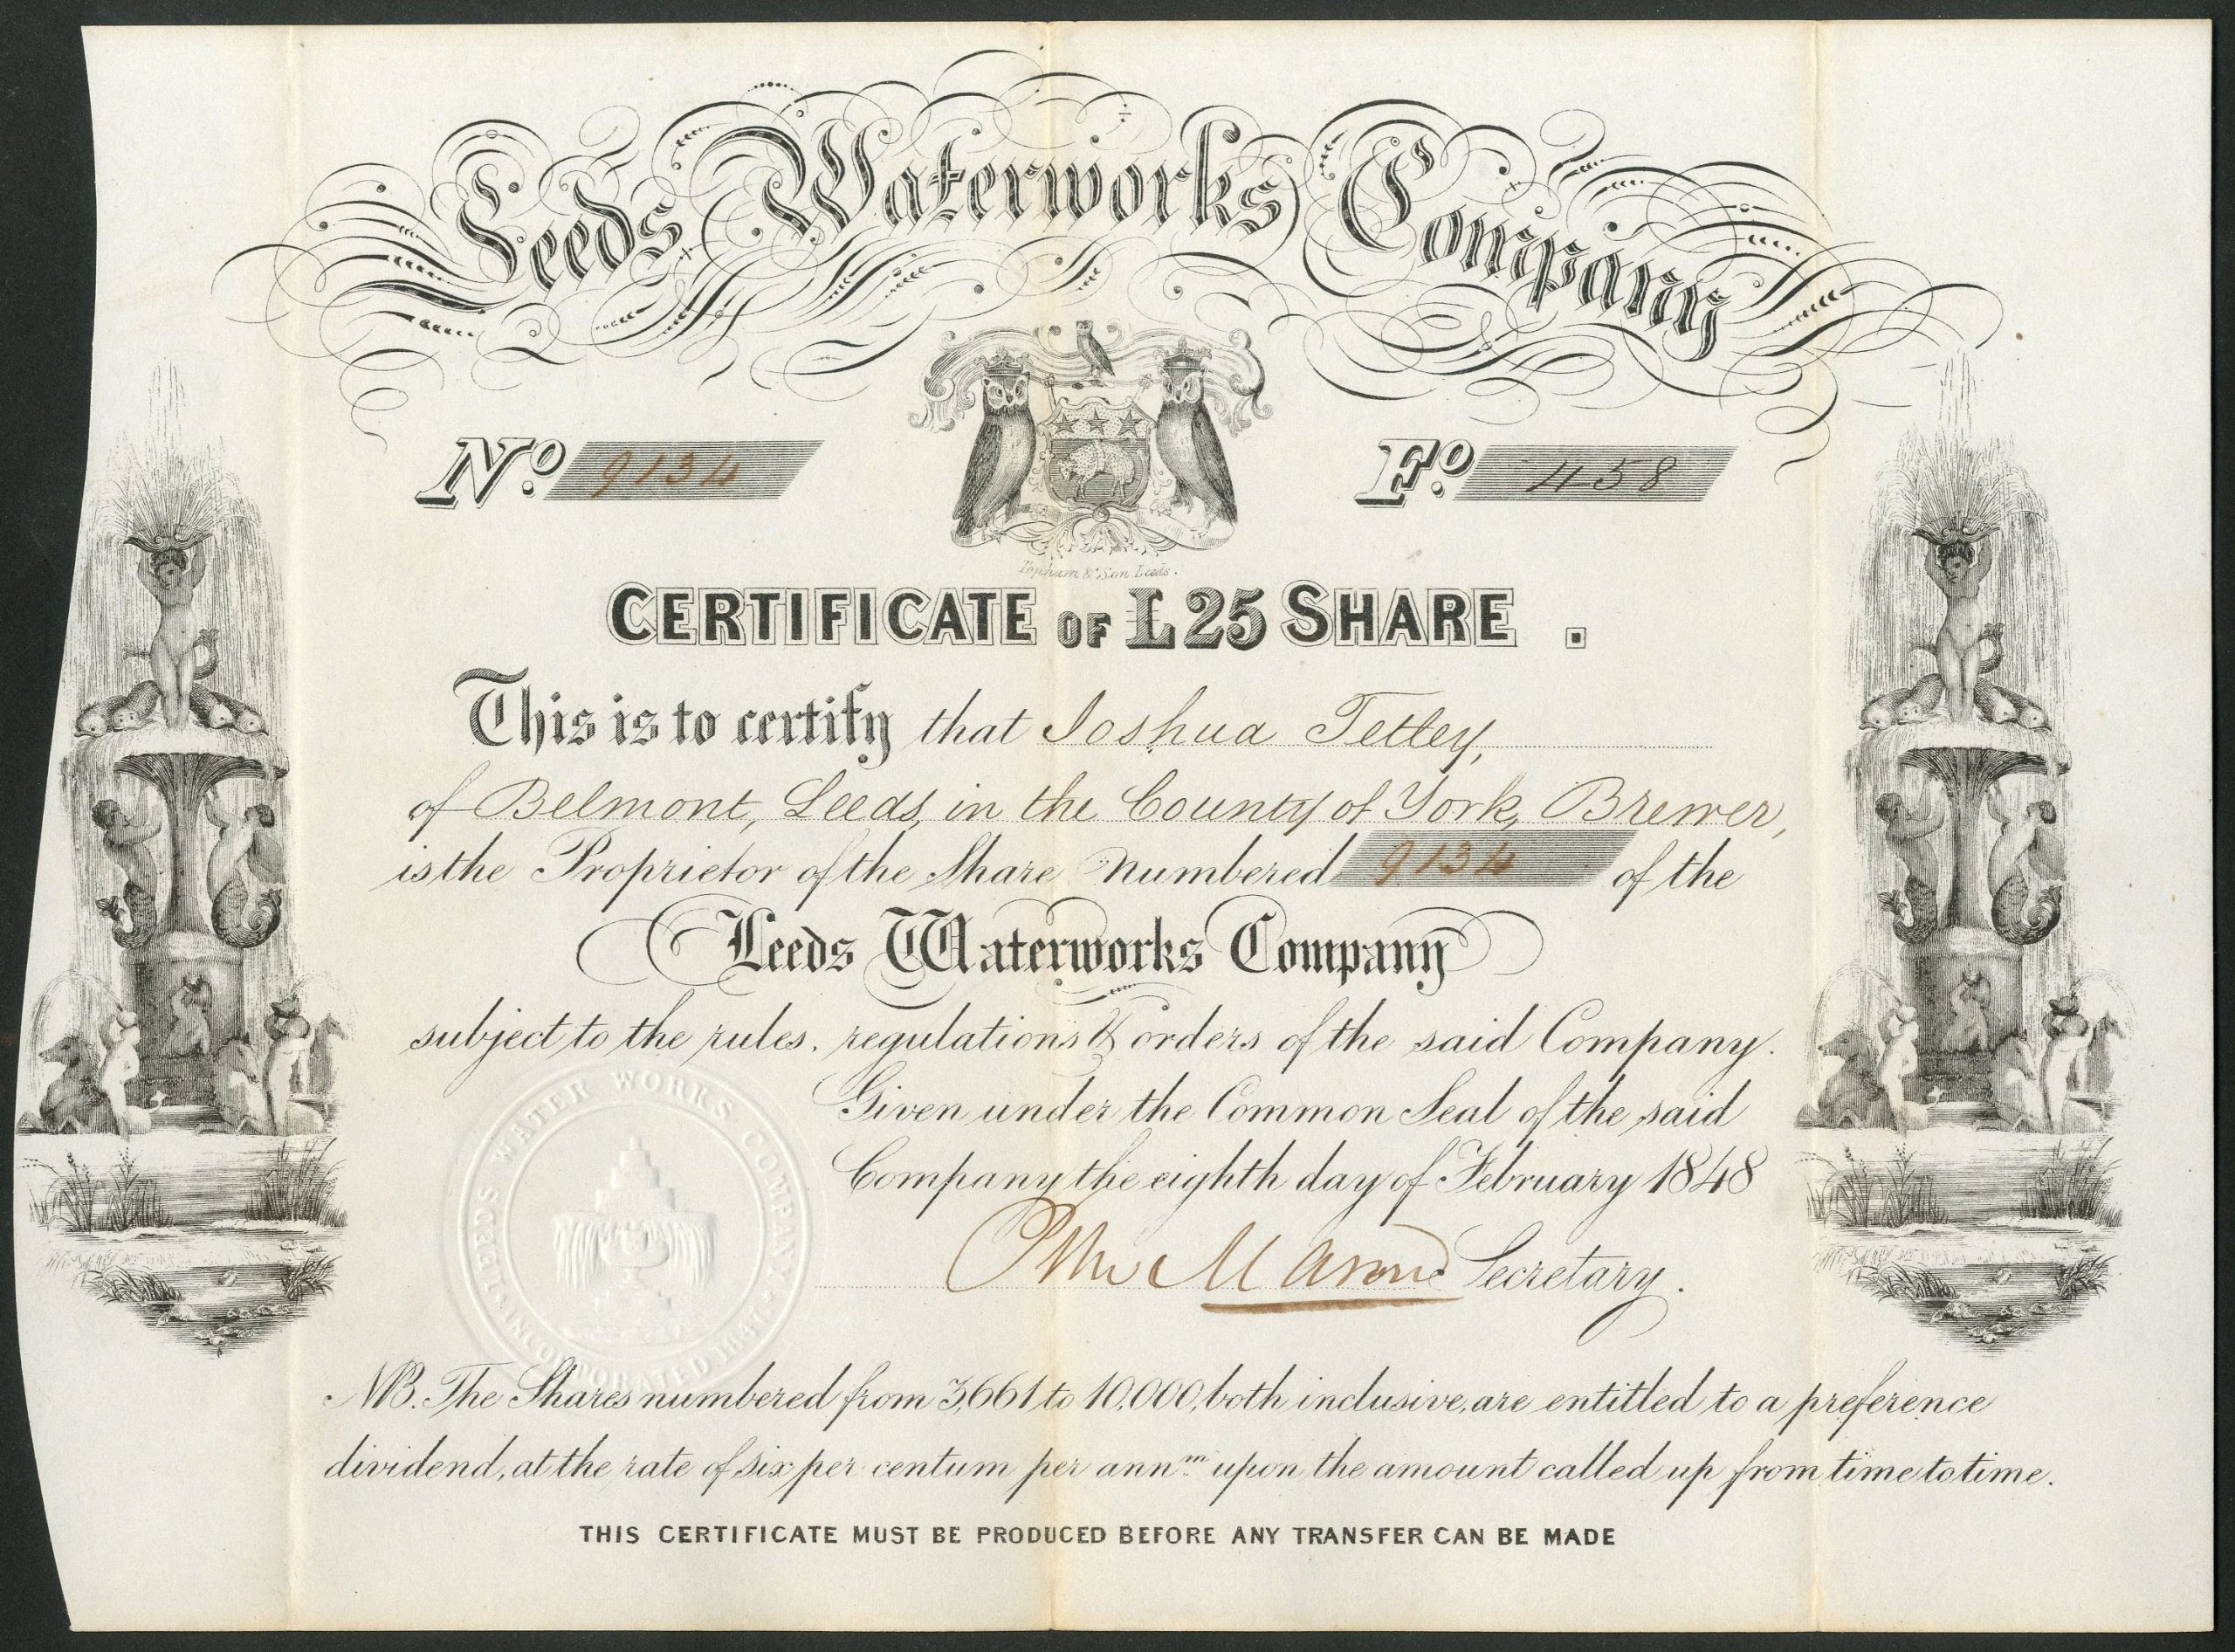 Leeds Waterworks Company
No. 9134
Fo. 458
Topham & Son Leeds.
CERTIFICATE OF £25 SHARE.
This is to certify that Joshua Tetley,
of Belmont, Leeds, in the County of York, Brewer,
is the Proprietor of the Share Numbered 9134 of the
Leeds Waterworks Company
subject to the rules, regulations & orders of the said Company.
Given under the Common Seal of the said
Company the eighth day of February 1848
Secretary.
LEEDS WATER WORKS COMPANY
INCORPORATED 1837
NB. The Shares numbered from 3,661 to 10,000, both inclusive, are entitled to a preference
dividend, at the rate of six per centum per annm upon the amount called up from time to time.
THIS CERTIFICATE MUST BE PRODUCED BEFORE ANY TRANSFER CAN BE MADE